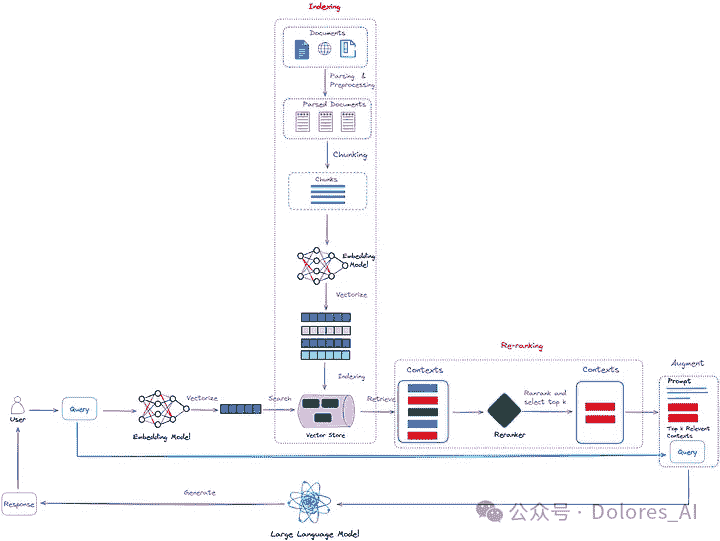 Indexing
Documents
Parsing &
Preprocessing
Parsed Documents
Chunking
Chunks
Embedding
Model
Vectorize
Indexing
Re-ranking
Augment
User
Query
Embedding Model
Vectorize
Search
Vector Store
Retrieve
Contexts
Reranker
Ranrank and
select top k
Contexts
Prompt
Top k Relevent
Contexts
Query
Response
Generate
Large Language Model
公众号 · Dolores_AI